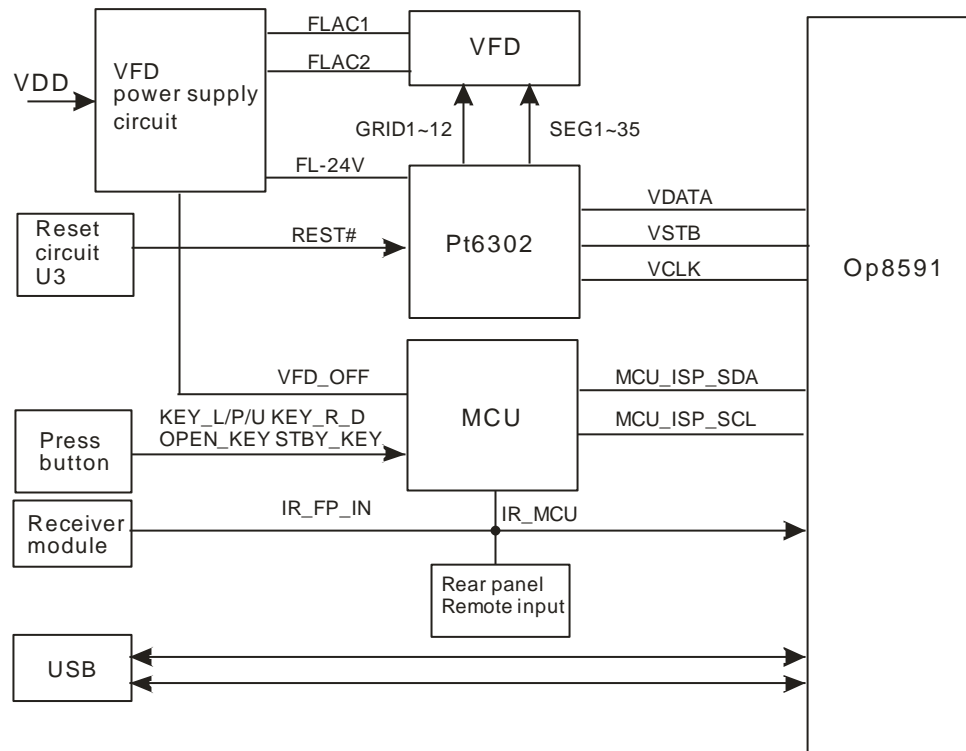 FLAC1
VFD
FLAC2
VDD
VFD
power supply
circuit
GRID1~12
SEG1~35
FL-24V
VDATA
Reset
circuit
U3
REST#
Pt6302
VSTB
VCLK
Op8591
VFD_OFF
MCU
MCU_ISP_SDA
KEY_L/P/U KEY_R_D
OPEN_KEY STBY_KEY
MCU_ISP_SCL
Press
button
IR_FP_IN
IR_MCU
Receiver
module
Rear panel
Remote input
USB